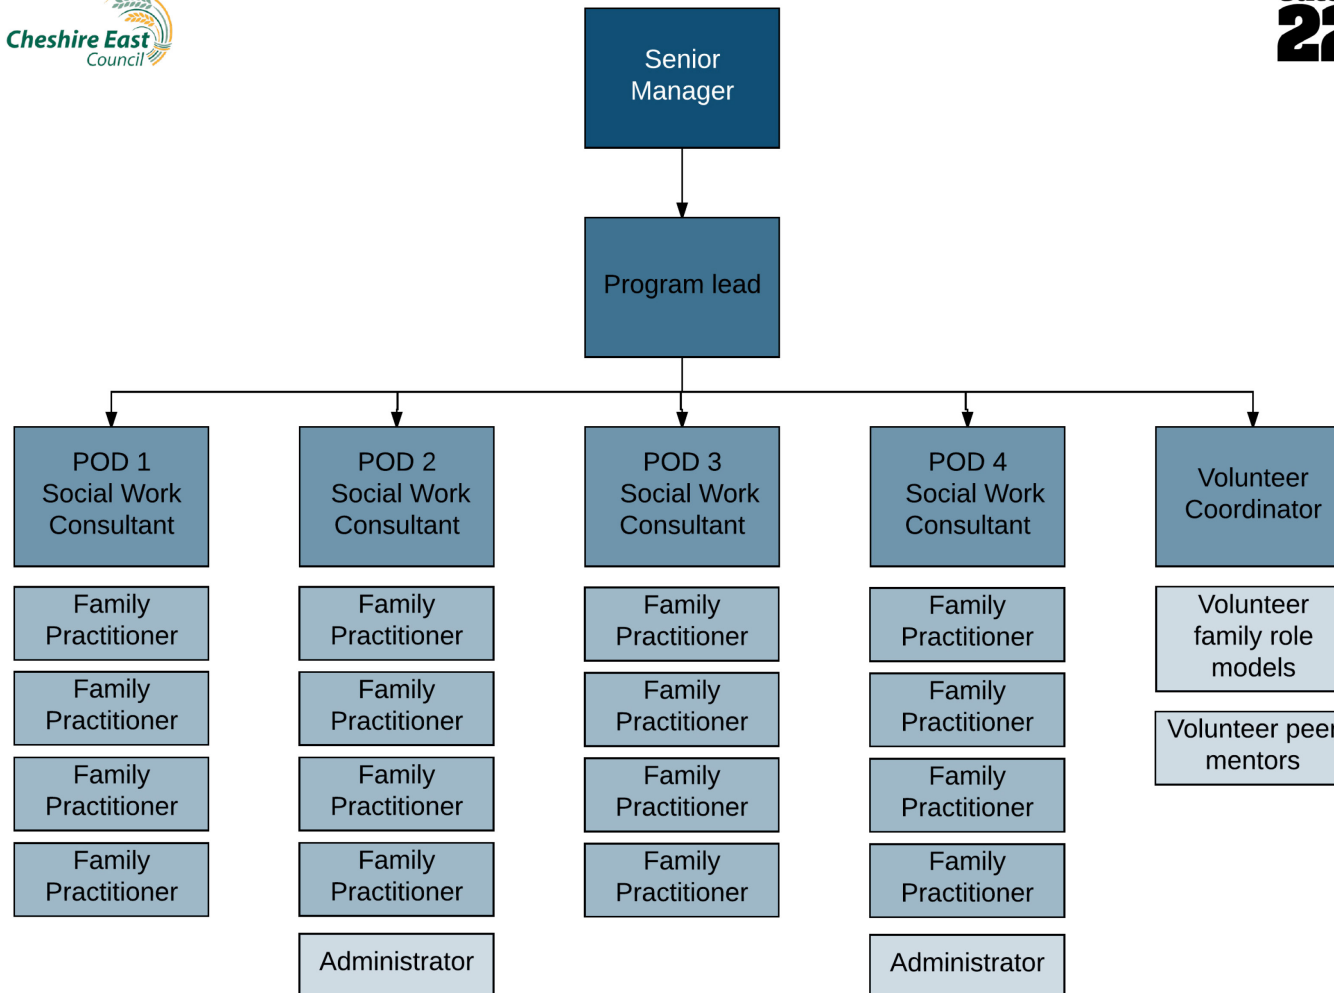 Cheshire East
Council
22
Senior
Manager
Program lead
POD 1
Social Work
Consultant
POD 2
Social Work
Consultant
POD 3
Social Work
Consultant
POD 4
Social Work
Consultant
Volunteer
Coordinator
Family
Practitioner
Family
Practitioner
Family
Practitioner
Family
Practitioner
Volunteer
family role
models
Family
Practitioner
Family
Practitioner
Family
Practitioner
Family
Practitioner
Volunteer peer
mentors
Family
Practitioner
Family
Practitioner
Family
Practitioner
Family
Practitioner
Family
Practitioner
Family
Practitioner
Family
Practitioner
Family
Practitioner
Administrator
Administrator